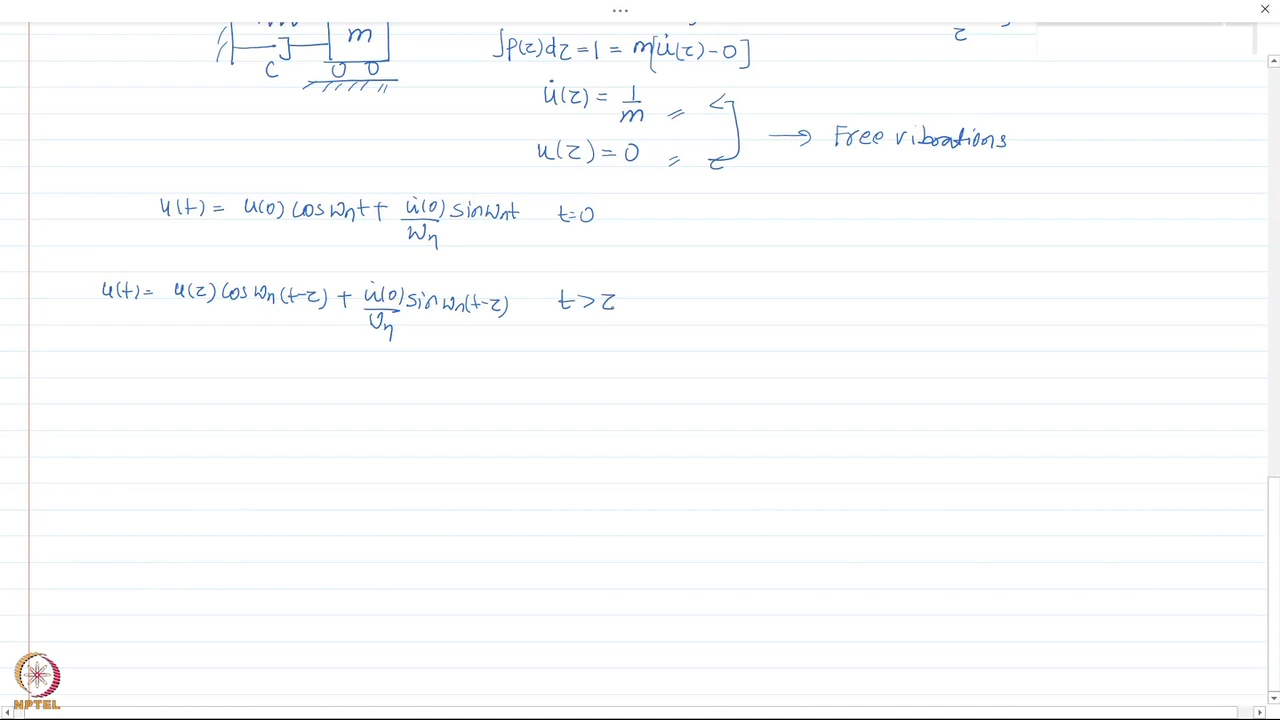 m
∫p(τ)dτ = 1 = m[u̇(τ) - 0]
τ
C
u̇(τ) = 1/m
u(τ) = 0
→ Free vibrations
u(t) = u(0) cos ωnt + u̇(0)/ωn sin ωnt t=0
u(t) = u(τ) cos ωn(t-τ) + u̇(0)/ωn sin ωn(t-τ) t > τ
NPTEL